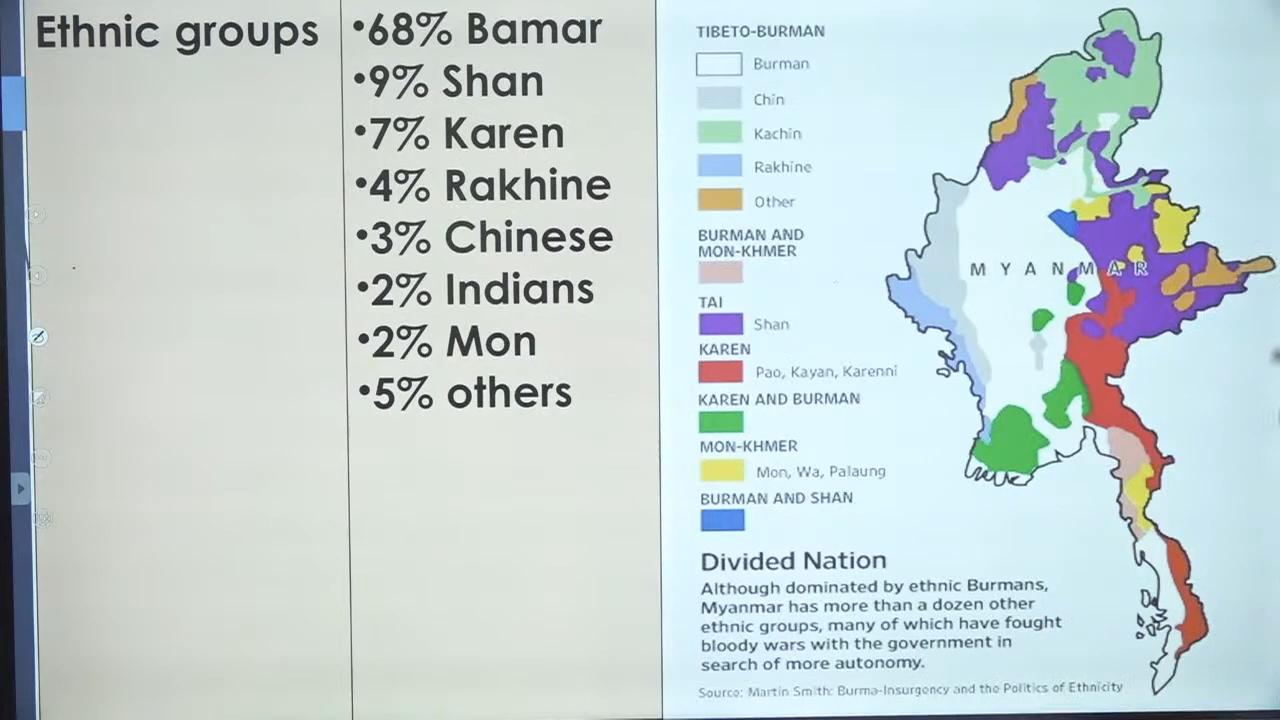 Ethnic groups
•68% Bamar
•9% Shan
•7% Karen
•4% Rakhine
•3% Chinese
•2% Indians
•2% Mon
•5% others
TIBETO-BURMAN
Burman
Chin
Kachin
Rakhine
Other
BURMAN AND
MON-KHMER
TAI
Shan
KAREN
Pao, Kayan, Karenni
KAREN AND BURMAN
MON-KHMER
Mon, Wa, Palaung
BURMAN AND SHAN
MYANMAR
Divided Nation
Although dominated by ethnic Burmans,
Myanmar has more than a dozen other
ethnic groups, many of which have fought
bloody wars with the government in
search of more autonomy.
Source: Martin Smith: Burma-Insurgency and the Politics of Ethnicity